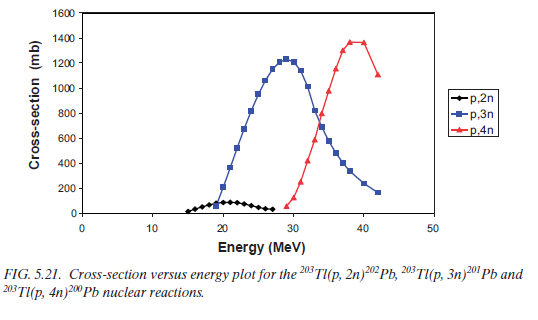 1600
1400
1200
1000
800
600
400
200
0
Cross-section (mb)
0 10 20 30 40 50
Energy (MeV)
p,2n
p,3n
p,4n
FIG. 5.21. Cross-section versus energy plot for the ²⁰³Tl(p, 2n)²⁰²Pb, ²⁰³Tl(p, 3n)²⁰¹Pb and
²⁰³Tl(p, 4n)²⁰⁰Pb nuclear reactions.